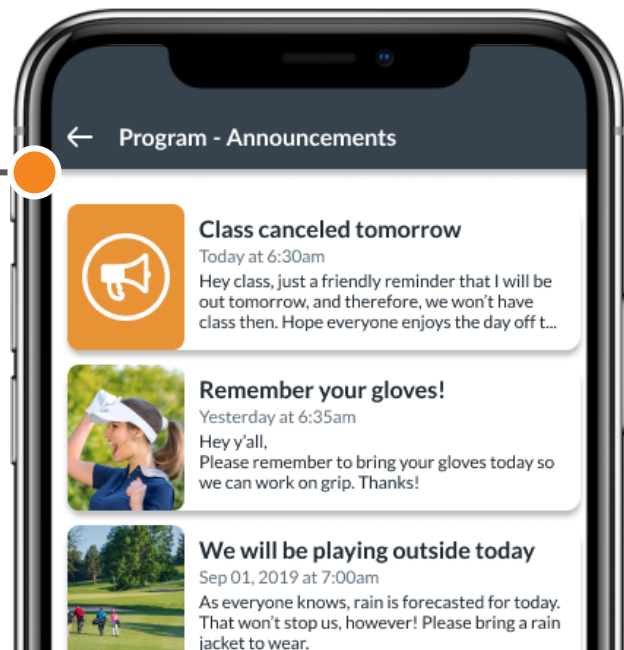 Program - Announcements
Class canceled tomorrow
Today at 6:30am
Hey class, just a friendly reminder that I will be
out tomorrow, and therefore, we won't have
class then. Hope everyone enjoys the day off t...
Remember your gloves!
Yesterday at 6:35am
Hey y'all,
Please remember to bring your gloves today so
we can work on grip. Thanks!
We will be playing outside today
Sep 01, 2019 at 7:00am
As everyone knows, rain is forecasted for today.
That won't stop us, however! Please bring a rain
jacket to wear.